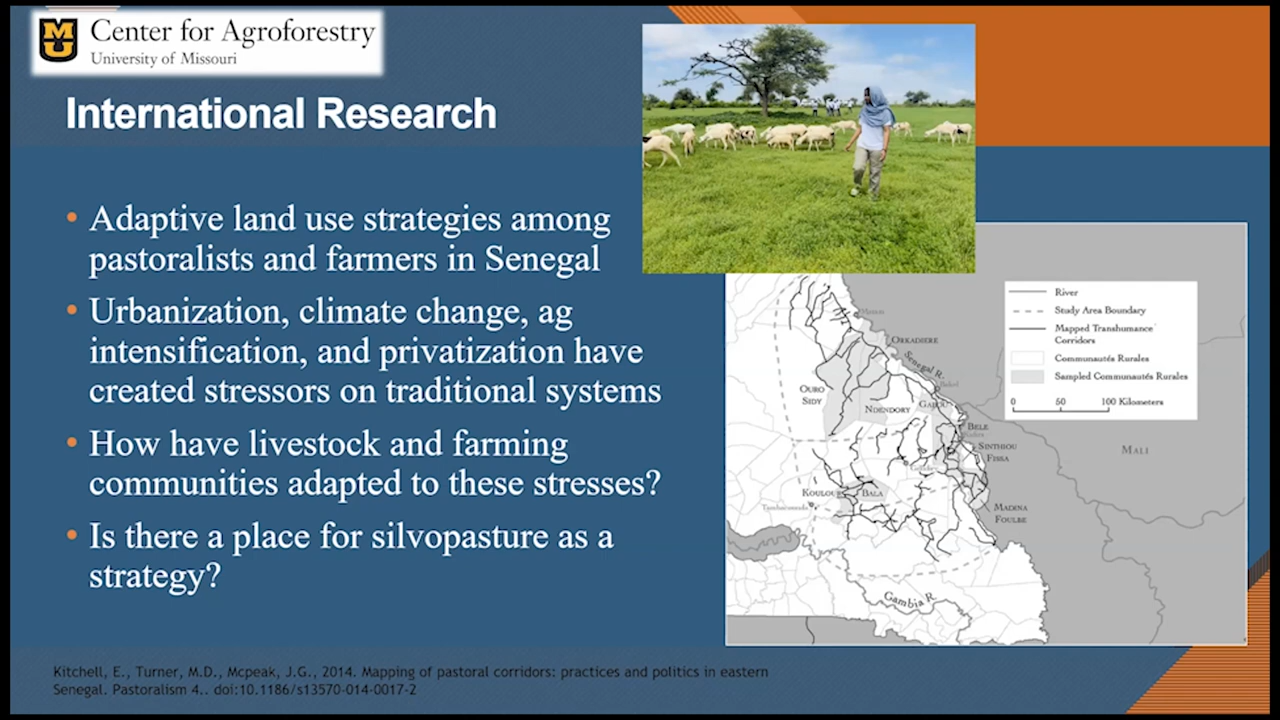 MU
Center for Agroforestry
University of Missouri
International Research
• Adaptive land use strategies among
pastoralists and farmers in Senegal
• Urbanization, climate change, ag
intensification, and privatization have
created stressors on traditional systems
• How have livestock and farming
communities adapted to these stresses?
• Is there a place for silvopasture as a
strategy?
River
Study Area Boundary
Mapped Transhumance
Corridors
Communautés Rurales
Sampled Communautés Rurales
0 50 100 Kilometers
Orkadiere
Senegal R.
Bakel
Ouro
Sidy
Ndendory
Gabou
Bele
Kidira
Sinthiou
Fissa
Mali
Koulour
Bala
Tambacounda
Madina
Foulbe
Gambia R.
Kitchell, E., Turner, M.D., Mcpeak, J.G., 2014. Mapping of pastoral corridors: practices and politics in eastern
Senegal. Pastoralism 4.. doi:10.1186/s13570-014-0017-2